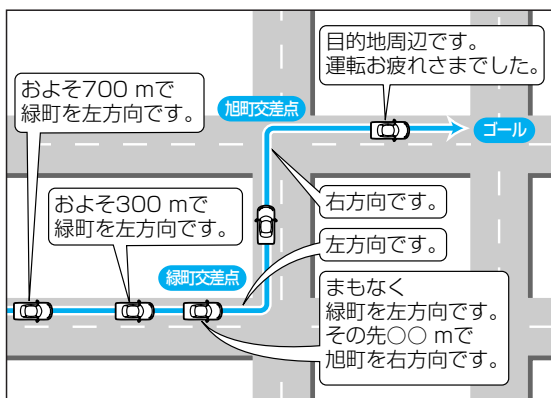 目的地周辺です。
運転お疲れさまでした。
およそ700 mで
緑町を左方向です。
旭町交差点
ゴール
およそ300 mで
緑町を左方向です。
右方向です。
左方向です。
緑町交差点
まもなく
緑町を左方向です。
その先○○ mで
旭町を右方向です。